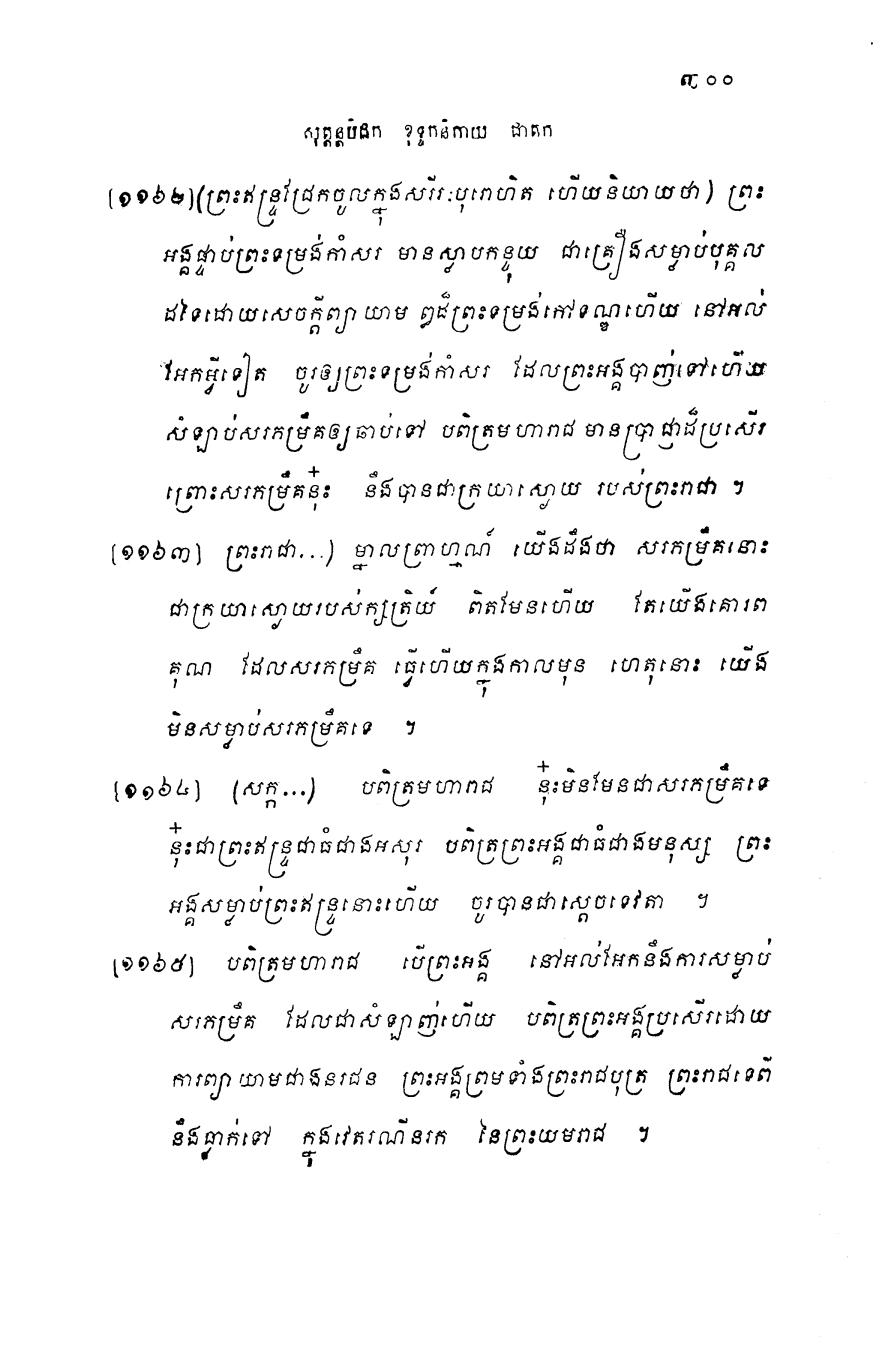 ៣០០
សុត្តន្តបិដក ខុទ្ទកនិកាយ ជាតក
[១១៦២] (ព្រះឥន្ទ្រជ្រែកចូលក្នុងសរីរៈបុរោហិត ហើយនិយាយថា) ព្រះ
អង្គផ្ទាប់ព្រះទម្រង់កាំសរ មានស្លាបកន្ទុយ ជាគ្រឿងសម្លាប់បុគ្គល
ដទៃដោយសេចក្តីព្យាយាម ឰដ៏ព្រះទម្រង់កោទណ្ឌហើយ នៅអល់
អែកអ្វីទៀត ចូរឲ្យព្រះទម្រង់កាំសរ ដែលព្រះអង្គបាញ់ទៅហើយ
សំឡាប់សរភម្រឹគឲ្យឆាប់ទៅ បពិត្រមហារាជ មានប្រាជ្ញាដ៏ប្រសើរ
ព្រោះសរភម្រឹគនុ៎ះ នឹងបានជាក្រយាស្ងោយ របស់ព្រះរាជា ។
[១១៦៣] ព្រះរាជា...) ម្នាលព្រាហ្មណ៍ យើងដឹងថា សរភម្រឹគនោះ
ជាក្រយាស្ងោយរបស់ក្សត្រិយ៍ ពិតមែនហើយ តែយើងគោរព
គុណ ដែលសរភម្រឹគ ធ្វើហើយក្នុងកាលមុន ហេតុនោះ យើង
មិនសម្លាប់សរភម្រឹគទេ ។
[១១៦៤] (សក្ក...) បពិត្រមហារាជ នុ៎ះមិនមែនជាសរភម្រឹគទេ
នុ៎ះជាព្រះឥន្ទ្រជាធំជាងអសុរ បពិត្រព្រះអង្គជាធំជាងមនុស្ស ព្រះ
អង្គសម្លាប់ព្រះឥន្ទ្រនោះហើយ ចូរបានជាស្តេចទេវតា ។
[១១៦៥] បពិត្រមហារាជ បើព្រះអង្គ នៅអល់អែកនឹងការសម្លាប់
សរភម្រឹគ ដែលជាសំឡាញ់ហើយ បពិត្រព្រះអង្គប្រសើរដោយ
ការព្យាយាមជាងនរជន ព្រះអង្គព្រមទាំងព្រះរាជបុត្រ ព្រះរាជទេពី
នឹងធ្លាក់ទៅ ក្នុងវេតរណីនរក នៃព្រះយមរាជ ។